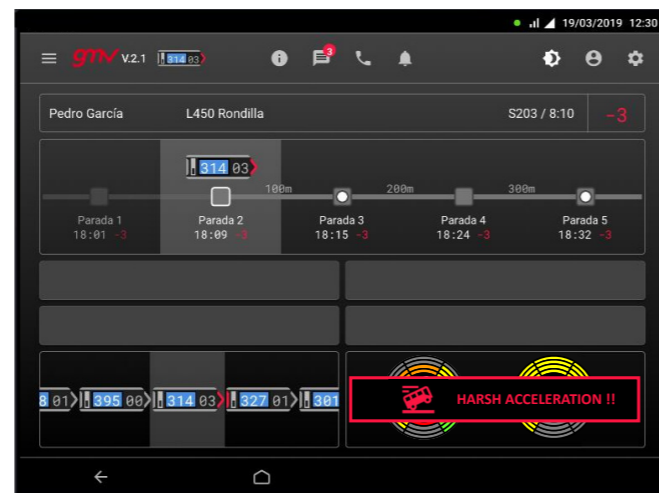 19/03/2019 12:30
gmv V.2.1 314 03
3
Pedro García L450 Rondilla S203 / 8:10 -3
314 03
100m 200m 300m
Parada 1 Parada 2 Parada 3 Parada 4 Parada 5
18:01 -3 18:09 -3 18:15 -3 18:24 -3 18:32 -3
8 01 395 00 314 03 327 01 301
HARSH ACCELERATION !!